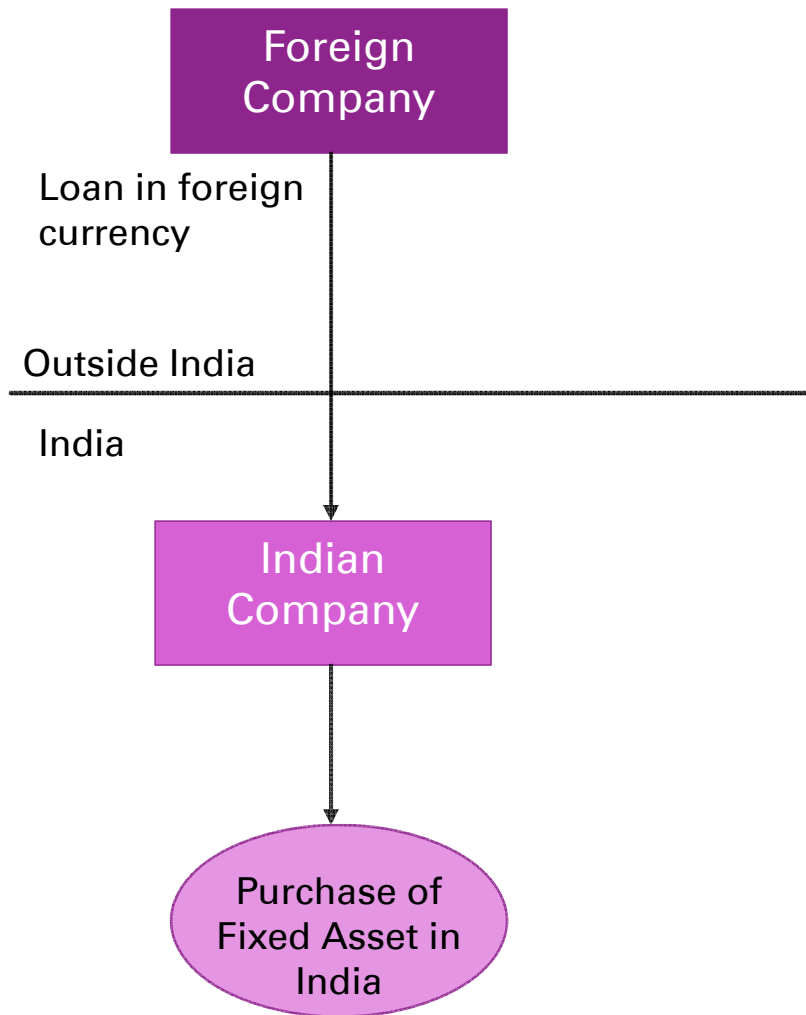 Foreign
Company
Loan in foreign
currency
Outside India
India
Indian
Company
Purchase of
Fixed Asset in
India